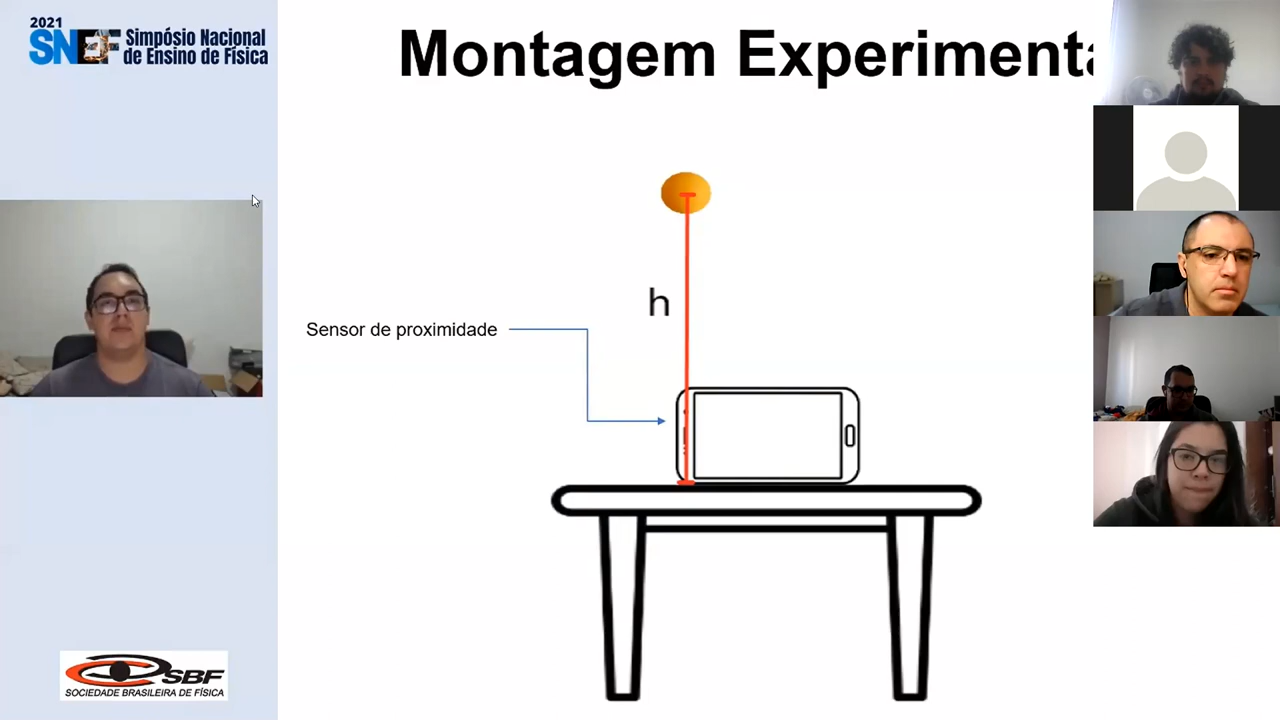 2021
SNEF Simpósio Nacional
de Ensino de Física
Montagem Experimenta
h
Sensor de proximidade
SBF
SOCIEDADE BRASILEIRA DE FÍSICA